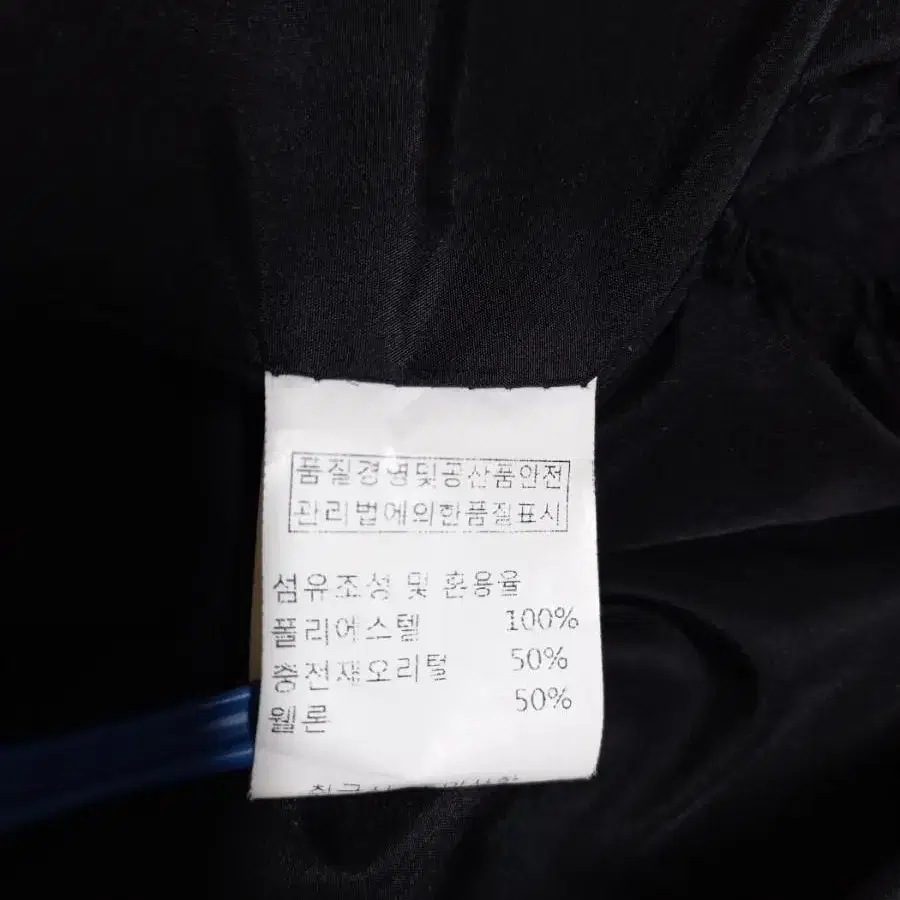 품질경영및공산품안전
관리법에의한품질표시
섬유조성 및 혼용율
폴리에스텔 100%
충전재오리털 50%
웰론 50%